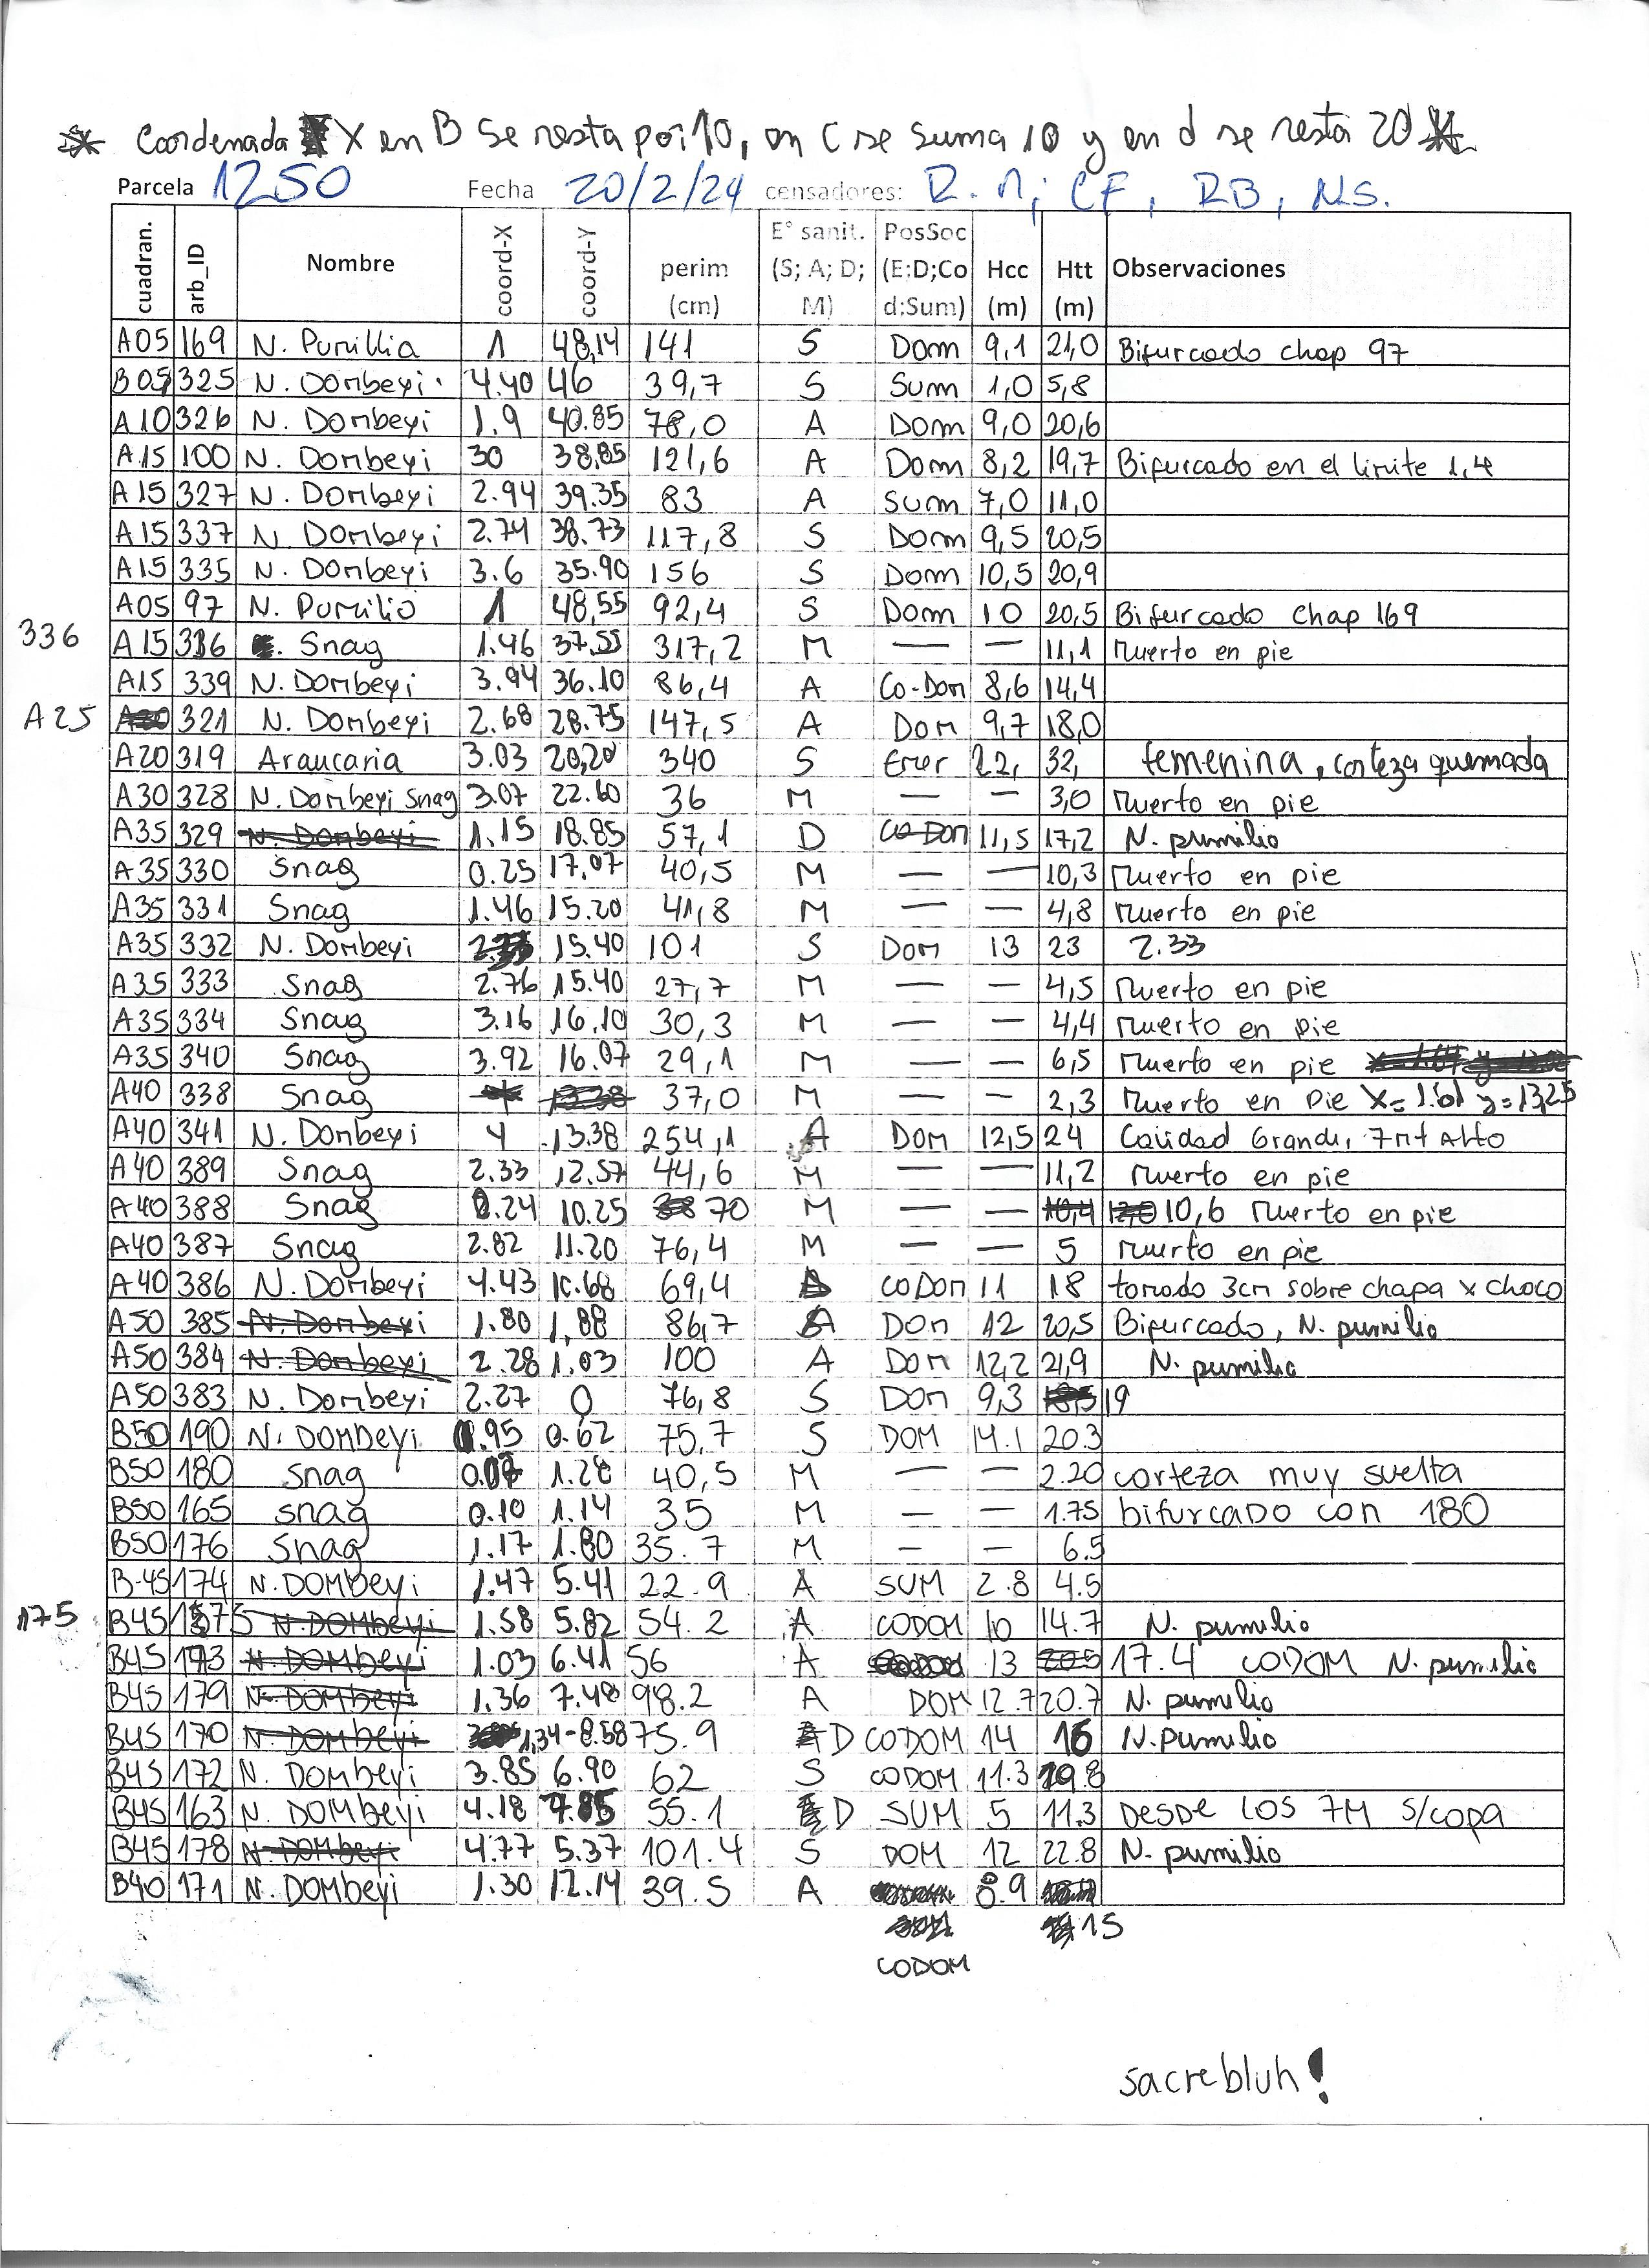 * Coordenada X en B se resta por 10, en C se suma 10 y en d se resta 20 *
Parcela 1250 Fecha 20/2/24 censadores: R.M; CF, RB, NS.
cuadran. arb_ID Nombre coord-X coord-Y perim (cm) E° sanit. (S; A; D; M) PosSoc (E;D;Cod;Sum) Hcc (m) Htt (m) Observaciones
A05 169 N. Pumillia 1 48,14 141 S Dom 9,1 21,0 Bifurcado chap 97
B05 325 N. Dombeyi 4.40 46 39,7 S Sum 1,0 5,8
A10 326 N. Dombeyi 1.9 40.85 78,0 A Dom 9,0 20,6
A15 100 N. Dombeyi 30 38,85 121,6 A Dom 8,2 19,7 Bifurcado en el limite 1,4
A15 327 N. Dombeyi 2.94 39.35 83 A Sum 7,0 11,0
A15 337 N. Dombeyi 2.74 38.73 117,8 S Dom 9,5 20,5
A15 335 N. Dombeyi 3.6 35.90 156 S Dom 10,5 20,9
A05 97 N. Pumilio 1 48,55 92,4 S Dom 10 20,5 Bifurcado Chap 169
336 A15 336 Snag 1.46 37.55 317,2 M — — 11,1 Muerto en pie
A15 339 N. Dombeyi 3.94 36.10 86,4 A Co-Dom 8,6 14,4
A25 321 N. Dombeyi 2.68 28.75 147,5 A Dom 9,7 18,0
A20 319 Araucaria 3.03 20,20 340 S Emer 22, 32, femenina, corteza quemada
A30 328 N. Dombeyi Snag 3.07 22.60 36 M — — 3,0 Muerto en pie
A35 329 N. Dombeyi 1.15 18.85 57,1 D Co-Dom 11,5 17,2 N. pumilio
A35 330 Snag 0.25 17.07 40,5 M — — 10,3 Muerto en pie
A35 331 Snag 1.46 15.20 41,8 M — — 4,8 Muerto en pie
A35 332 N. Dombeyi 15.40 101 S Dom 13 23 2.33
A35 333 Snag 2.76 15.40 27,7 M — — 4,5 Muerto en pie
A35 334 Snag 3.16 16.10 30,3 M — — 4,4 Muerto en pie
A35 340 Snag 3.92 16.07 29,1 M — — 6,5 Muerto en pie
A40 338 Snag 4 13.38 37,0 M — — 2,3 Muerto en pie X=1.61 y=13,25
A40 341 N. Dombeyi 4 13.38 254,1 A Dom 12,5 24 Cavidad Grande, 7mt Alto
A40 389 Snag 2.33 12.57 44,6 M — — 11,2 Muerto en pie
A40 388 Snag 0.24 10.25 70 M — — 10,4 10,6 Muerto en pie
A40 387 Snag 2.82 11.20 76,4 M — — 5 Muerto en pie
A40 386 N. Dombeyi 4.43 10.68 69,4 A CoDom 11 18 tomado 3cm sobre chapa x choco
A50 385 N. Dombeyi 1.80 1,88 86,7 A Dom 12 20,5 Bifurcado, N. pumilio
A50 384 N. Dombeyi 2.28 1.03 100 A Dom 12,2 21,9 N. pumilio
A50 383 N. Dombeyi 2.27 0 76,8 S Dom 9,3 19
B50 190 N. DOMBEYi 0.95 0.62 75.7 S DOM 14.1 20.3
B50 180 snag 0.07 1.28 40,5 M — — 2.20 corteza muy suelta
B50 165 snag 0.10 1.14 35 M — — 1.75 bifurcado con 180
B50 176 Snag 1.17 1.80 35.7 M — — 6.5
B-45 174 N. DOMBEYi 1.47 5.41 22.9 A SUM 2.8 4.5
175 B45 175 N. DOMBEYi 1.58 5.82 54.2 A CODOM 10 14.7 N. pumilio
B45 173 N. DOMBEYi 1.03 6.41 56 A 13 20.5 17.4 CODOM N. pumilio
B45 179 N. DOMBEYi 1.36 7.48 98.2 A DOM 12.7 20.7 N. pumilio
B45 170 N. DOMBEYi 1,34 - 8.58 75.9 D CODOM 14 16 N. Pumilio
B45 172 N. DOMBEYi 3.85 6.90 62 S CODOM 11.3 19.8
B45 163 N. DOMBEYi 4.18 7.85 55.1 D SUM 5 11.3 DESDE LOS 7M S/copa
B45 178 N. DOMBEYi 4.77 5.37 101.4 S DOM 12 22.8 N. pumilio
B40 171 N. DOMBEYi 1.30 12.14 39.5 A 8.9
15
CODOM
sacrebluh!